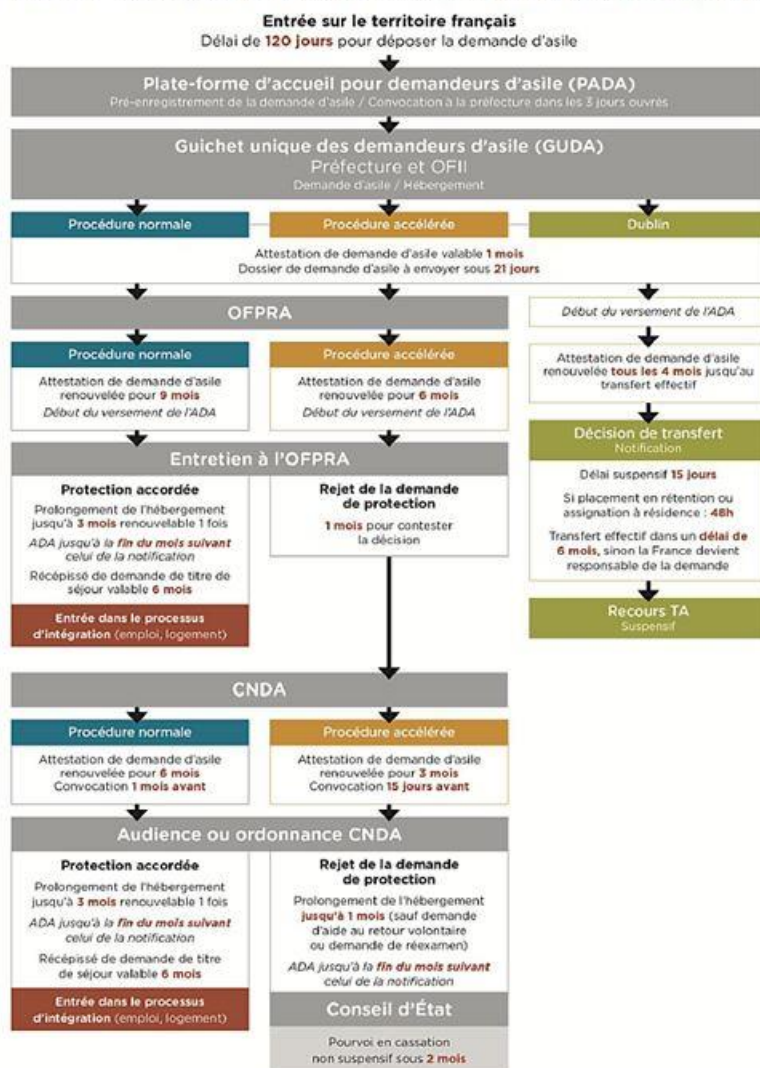 Entrée sur le territoire français
Délai de 120 jours pour déposer la demande d'asile
Plate-forme d'accueil pour demandeurs d'asile (PADA)
Pré-enregistrement de la demande d'asile / Convocation à la préfecture dans les 3 jours ouvrés
Guichet unique des demandeurs d'asile (GUDA)
Préfecture et OFII
Demande d'asile / Hébergement
Procédure normale
Procédure accélérée
Dublin
Attestation de demande d'asile valable 1 mois
Dossier de demande d'asile à envoyer sous 21 jours
OFPRA
Procédure normale
Attestation de demande d'asile
renouvelée pour 9 mois
Début du versement de l'ADA
Procédure accélérée
Attestation de demande d'asile
renouvelée pour 6 mois
Début du versement de l'ADA
Entretien à l'OFPRA
Protection accordée
Prolongement de l'hébergement
jusqu'à 3 mois renouvelable 1 fois
ADA jusqu'à la fin du mois suivant
celui de la notification
Récépissé de demande de titre de
séjour valable 6 mois
Entrée dans le processus
d'intégration (emploi, logement)
Rejet de la demande
de protection
1 mois pour contester
la décision
Début du versement de l'ADA
Attestation de demande d'asile
renouvelée tous les 4 mois jusqu'au
transfert effectif
Décision de transfert
Notification
Délai suspensif 15 jours
Si placement en rétention ou
assignation à résidence : 48h
Transfert effectif dans un délai de
6 mois, sinon la France devient
responsable de la demande
Recours TA
Suspensif
CNDA
Procédure normale
Attestation de demande d'asile
renouvelée pour 6 mois
Convocation 1 mois avant
Procédure accélérée
Attestation de demande d'asile
renouvelée pour 3 mois
Convocation 15 jours avant
Audience ou ordonnance CNDA
Protection accordée
Prolongement de l'hébergement
jusqu'à 3 mois renouvelable 1 fois
ADA jusqu'à la fin du mois suivant
celui de la notification
Récépissé de demande de titre
de séjour valable 6 mois
Entrée dans le processus
d'intégration (emploi, logement)
Rejet de la demande
de protection
Prolongement de l'hébergement
jusqu'à 1 mois (sauf demande
d'aide au retour volontaire
ou demande de réexamen)
ADA jusqu'à la fin du mois suivant
celui de la notification
Conseil d'État
Pourvoi en cassation
non suspensif sous 2 mois